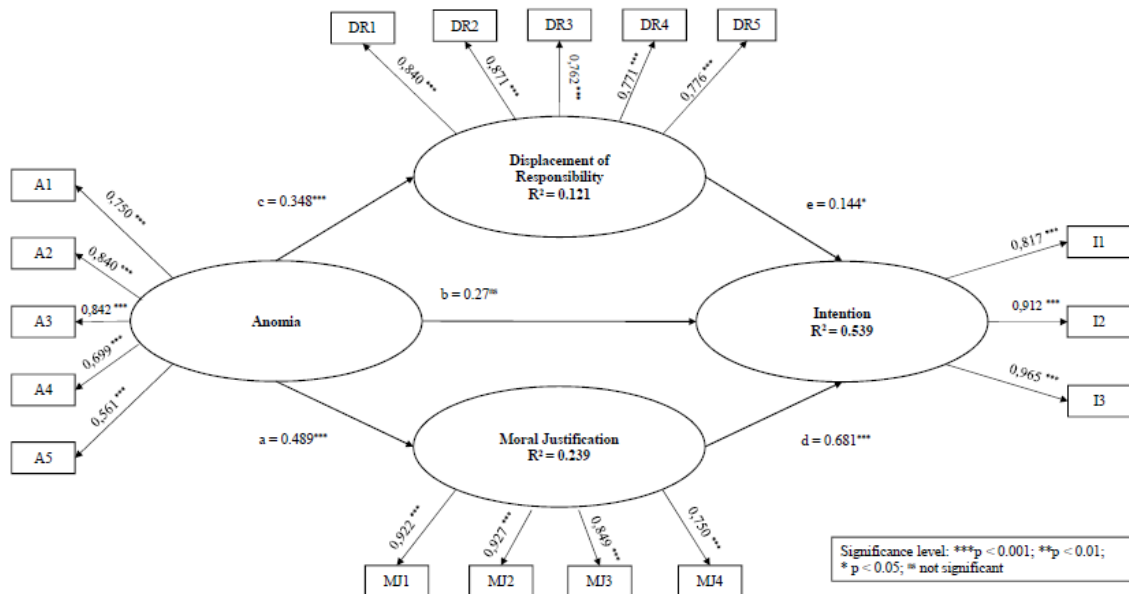 DR1
DR2
DR3
DR4
DR5
0,840 ***
0,871 ***
0,762 ***
0,771 ***
0,776 ***
Displacement of
Responsibility
R² = 0.121
A1
A2
A3
A4
A5
0,750 ***
0,840 ***
0,842 ***
0,699 ***
0,561 ***
c = 0.348***
e = 0.144*
b = 0.27ⁿˢ
Anomia
Intention
R² = 0.539
0,817 ***
0,912 ***
0,965 ***
I1
I2
I3
a = 0.489***
d = 0.681***
Moral Justification
R² = 0.239
0,922 ***
0,927 ***
0,849 ***
0,750 ***
MJ1
MJ2
MJ3
MJ4
Significance level: ***p < 0.001; **p < 0.01;
* p < 0.05; ⁿˢ not significant